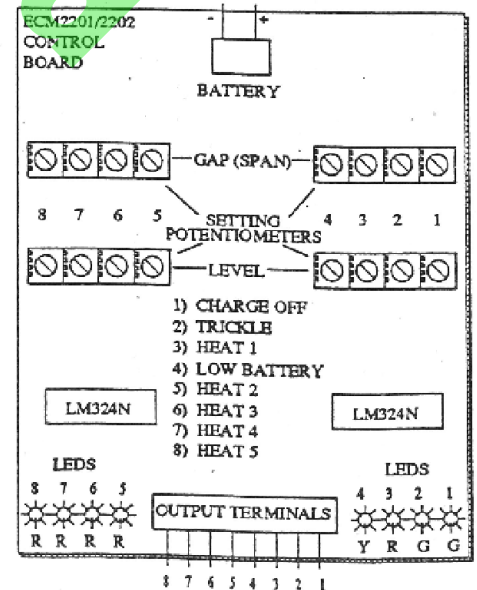 ECM2201/2202
CONTROL
BOARD
- +
BATTERY
GAP (SPAN)
8 7 6 5
4 3 2 1
SETTING
POTENTIOMETERS
LEVEL
1) CHARGE OFF
2) TRICKLE
3) HEAT 1
4) LOW BATTERY
5) HEAT 2
6) HEAT 3
7) HEAT 4
8) HEAT 5
LM324N
LM324N
LEDS
8 7 6 5
R R R R
OUTPUT TERMINALS
8 7 6 5 4 3 2 1
LEDS
4 3 2 1
Y R G G